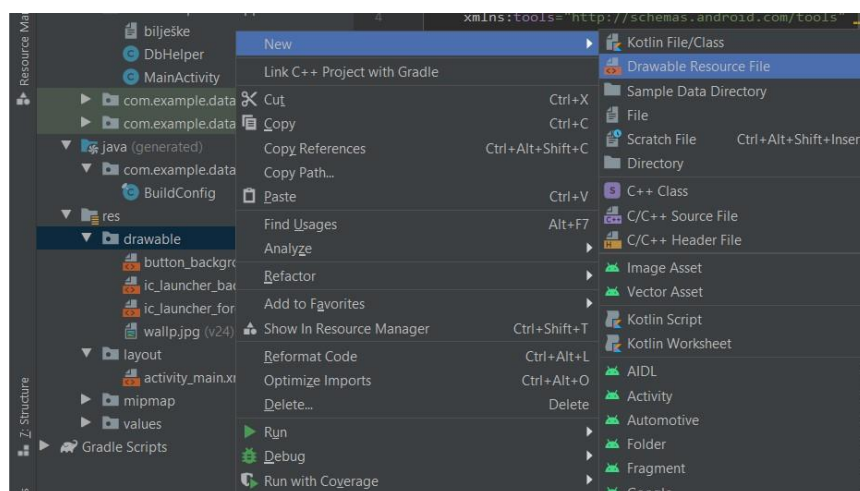 4 xmlns:tools="http://schemas.android.com/tools"
Resource Ma
bilješke
DbHelper
MainActivity
com.example.data
com.example.data
java (generated)
com.example.data
BuildConfig
res
drawable
button_backgro
ic_launcher_bac
ic_launcher_for
wallp.jpg (v24)
layout
activity_main.xm
mipmap
values
Gradle Scripts
Z: Structure
New
Link C++ Project with Gradle
Cut Ctrl+X
Copy Ctrl+C
Copy References Ctrl+Alt+Shift+C
Copy Path...
Paste Ctrl+V
Find Usages Alt+F7
Analyze
Refactor
Add to Favorites
Show In Resource Manager Ctrl+Shift+T
Reformat Code Ctrl+Alt+L
Optimize Imports Ctrl+Alt+O
Delete... Delete
Run
Debug
Run with Coverage
Kotlin File/Class
Drawable Resource File
Sample Data Directory
File
Scratch File Ctrl+Alt+Shift+Inser
Directory
C++ Class
C/C++ Source File
C/C++ Header File
Image Asset
Vector Asset
Kotlin Script
Kotlin Worksheet
AIDL
Activity
Automotive
Folder
Fragment